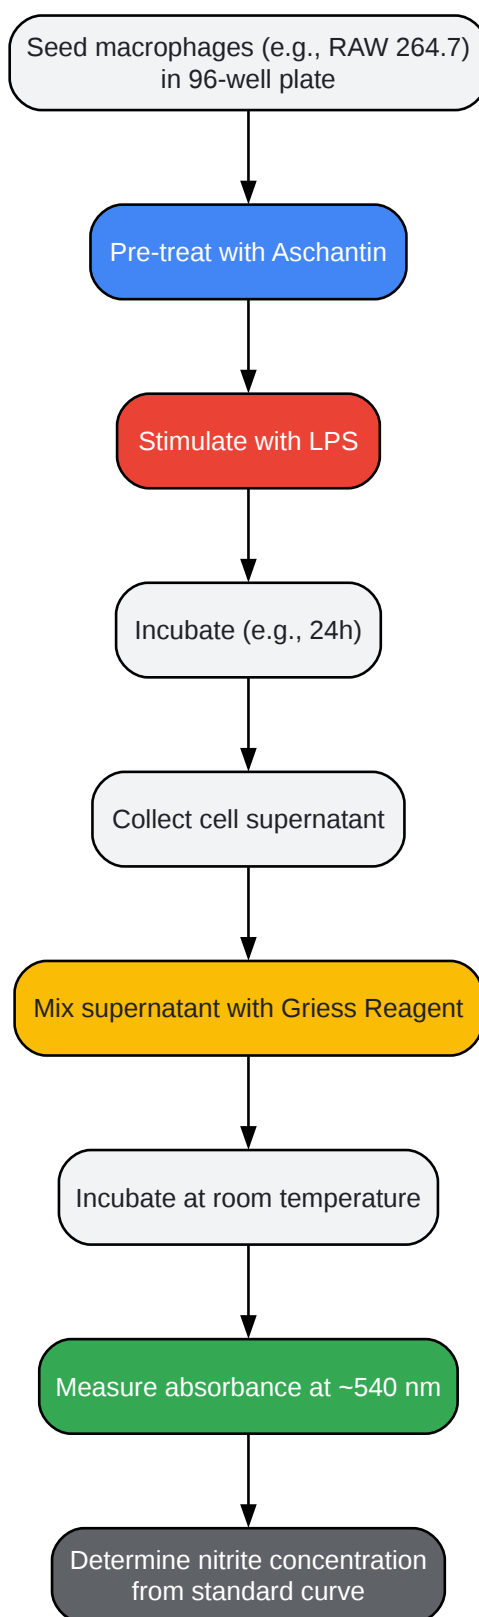 Seed macrophages (e.g., RAW 264.7)
in 96-well plate
Pre-treat with Aschantin
Stimulate with LPS
Incubate (e.g., 24h)
Collect cell supernatant
Mix supernatant with Griess Reagent
Incubate at room temperature
Measure absorbance at ~540 nm
Determine nitrite concentration
from standard curve